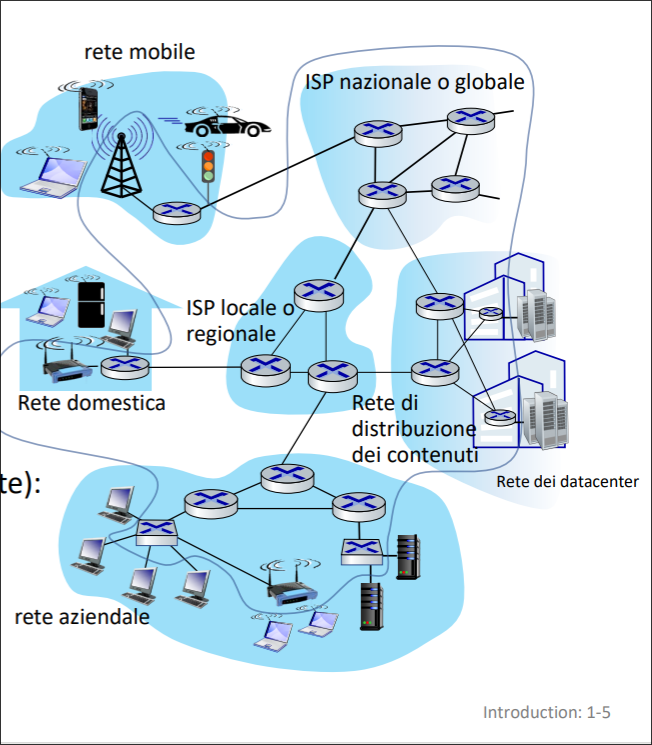 rete mobile
ISP nazionale o globale
ISP locale o
regionale
Rete domestica
Rete di
distribuzione
dei contenuti
Rete dei datacenter
te):
rete aziendale
Introduction: 1-5